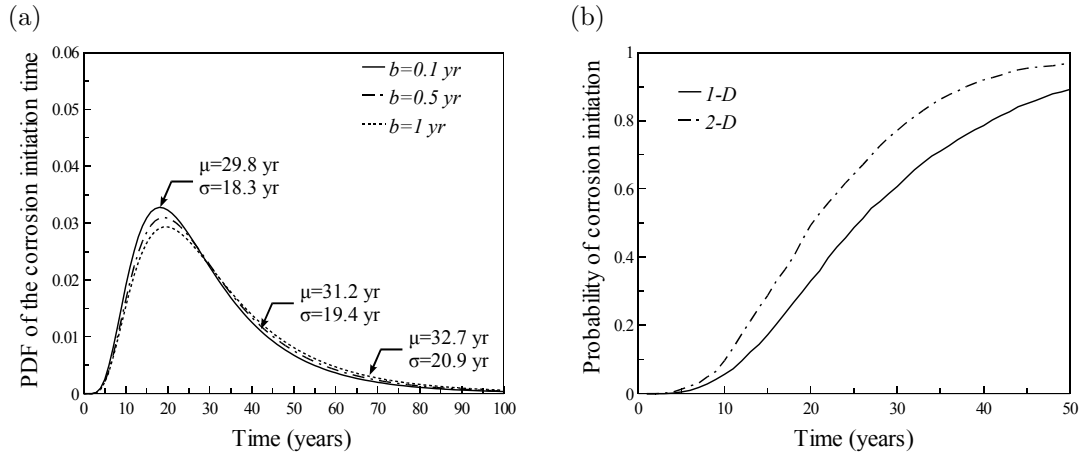 (a)
PDF of the corrosion initiation time
0.06
0.05
0.04
0.03
0.02
0.01
0
b=0.1 yr
b=0.5 yr
b=1 yr
μ=29.8 yr
σ=18.3 yr
μ=31.2 yr
σ=19.4 yr
μ=32.7 yr
σ=20.9 yr
0 10 20 30 40 50 60 70 80 90 100
Time (years)
(b)
Probability of corrosion initiation
1
0.8
0.6
0.4
0.2
0
1-D
2-D
0 10 20 30 40 50
Time (years)